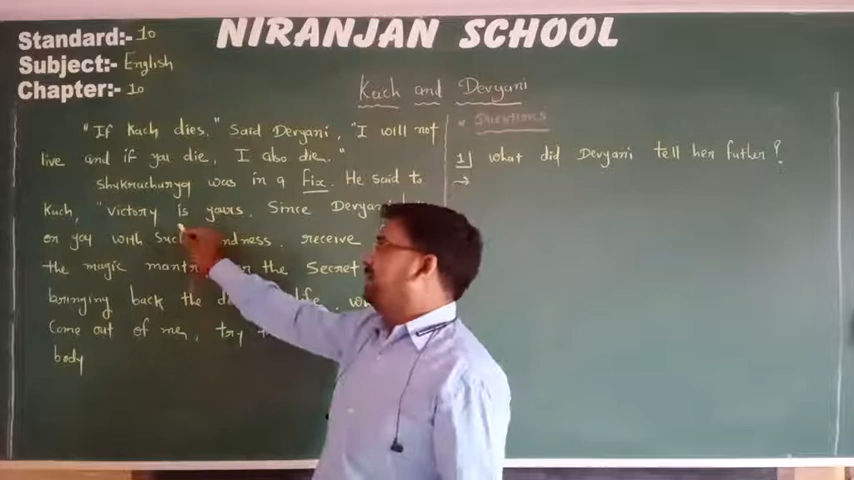 NIRANJAN SCHOOL
Standard:- 10
Subject:- English
Chapter:- 10
Kach and Devyani
"If Kach dies," Said Devyani, "I will not
live and if you die, I also die."
Shukracharya was in a fix. He said to
Kach, "victory is yours. Since
on you with kindness. receive
the magic the Secret
bringing back the
Come out of me, try
body
* QUESTIONS
1] what did Devyani tell her father?
→